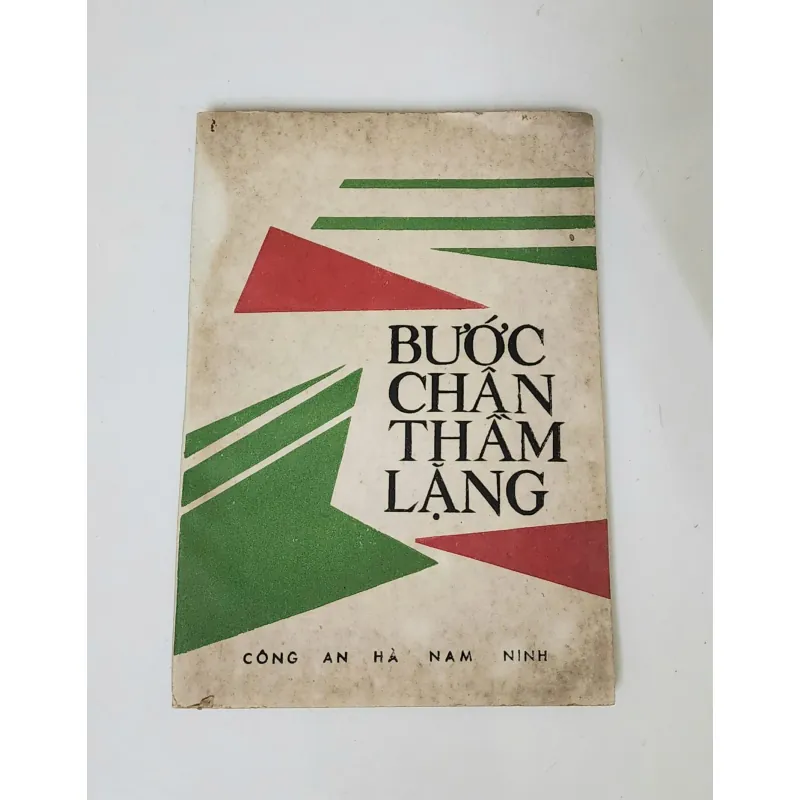 BƯỚC
CHÂN
THẦM
LẶNG
CÔNG AN HÀ NAM NINH